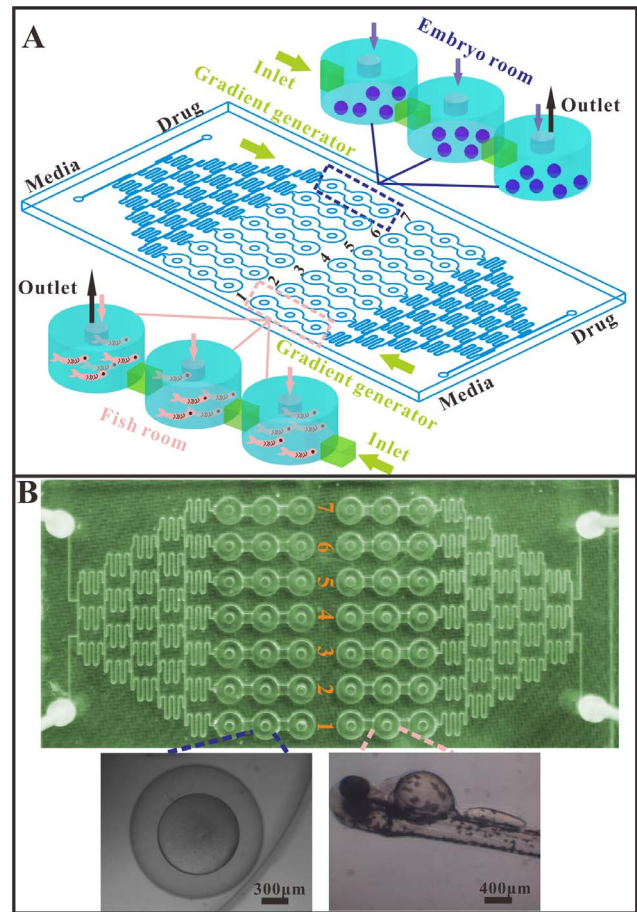 A
Embryo room
Inlet
Gradient generator
Outlet
Drug
Media
7
6
5
4
3
2
1
Outlet
Drug
Gradient generator
Media
Fish room
Inlet
B
7
6
5
4
3
2
1
300μm
400μm